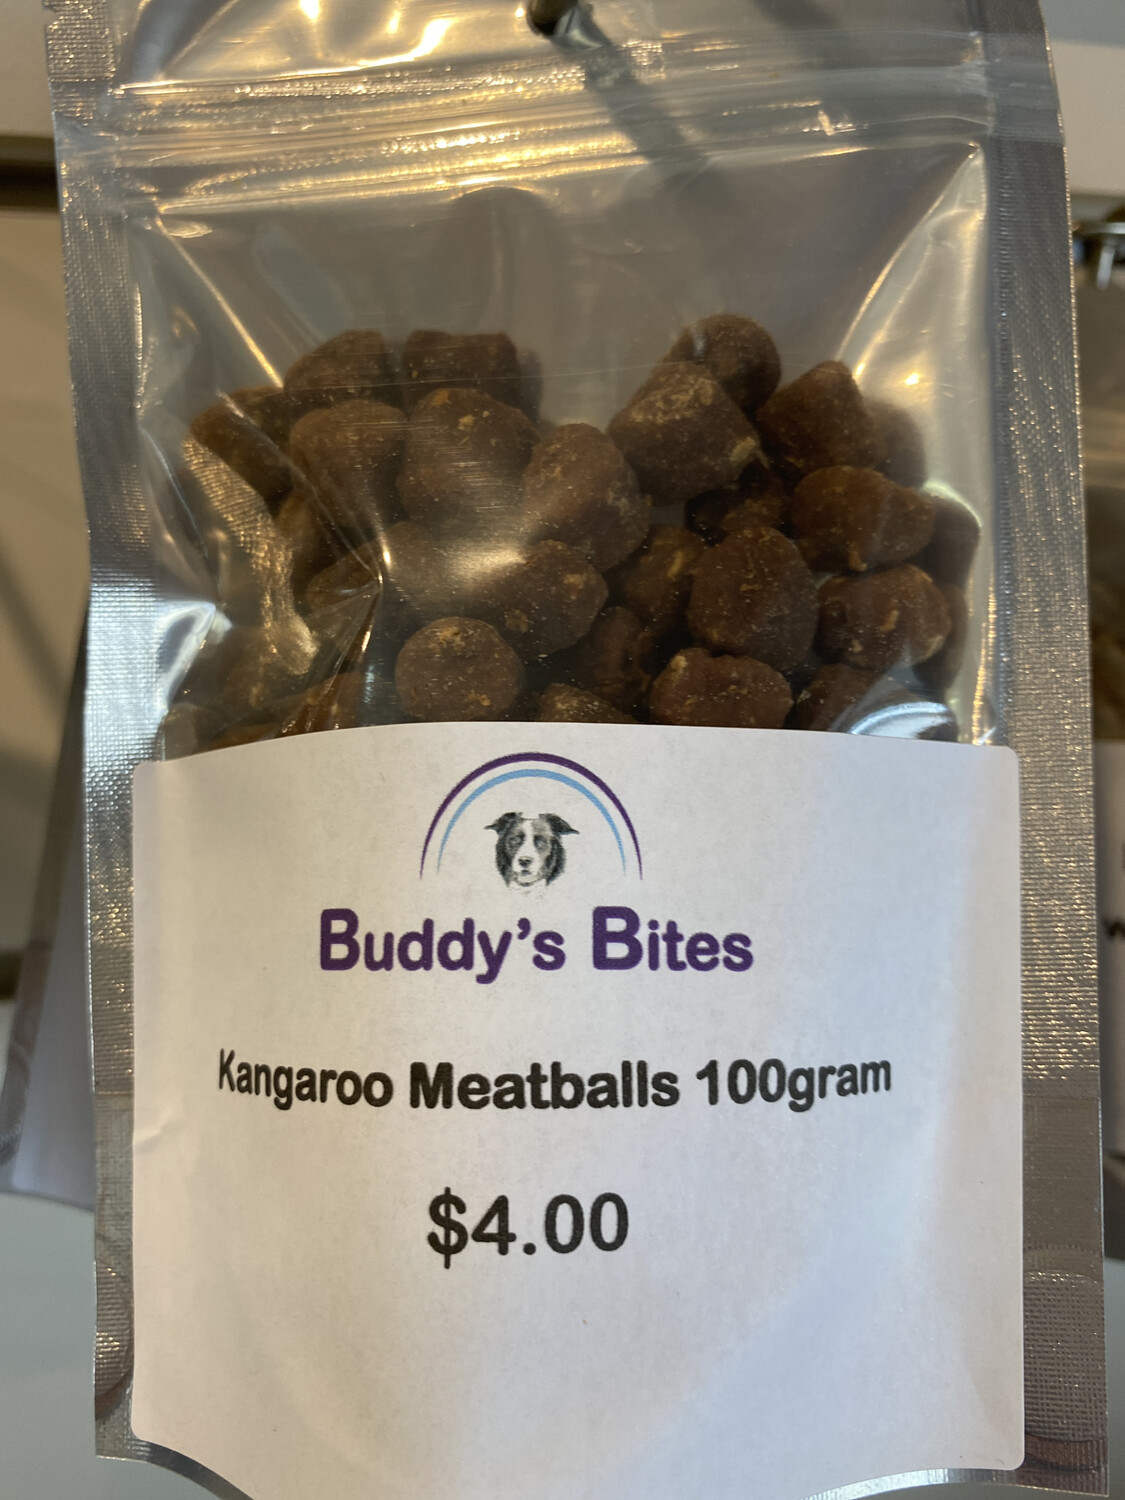 Buddy's Bites
Kangaroo Meatballs 100gram
$4.00